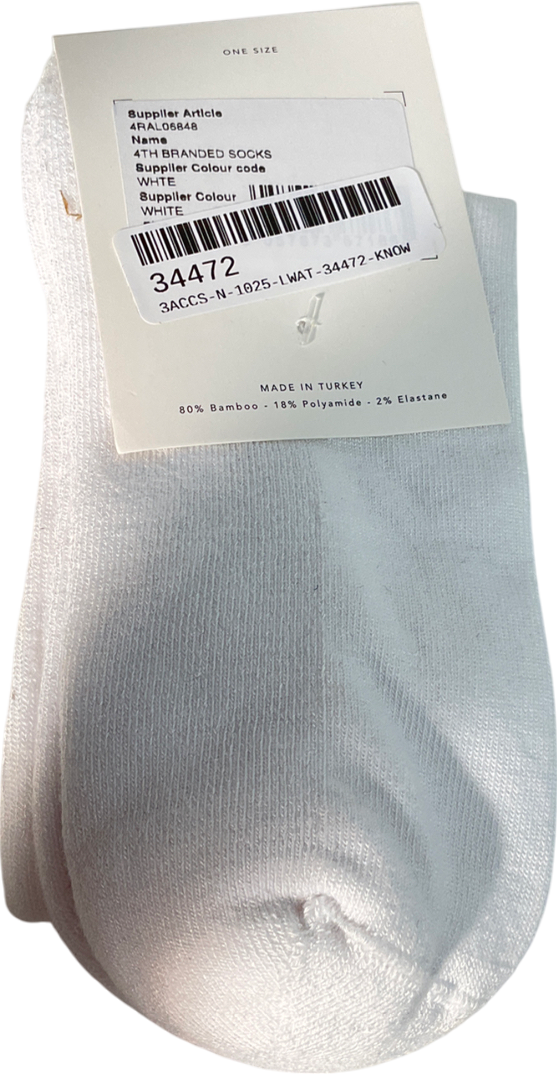 ONE SIZE
Supplier Article
4RAL06848
Name
4TH BRANDED SOCKS
Supplier Colour code
WHTE
Supplier Colour
WHITE
34472
3ACCS-N-1025-LWAT-34472-KNOW
MADE IN TURKEY
80% Bamboo - 18% Polyamide - 2% Elastane